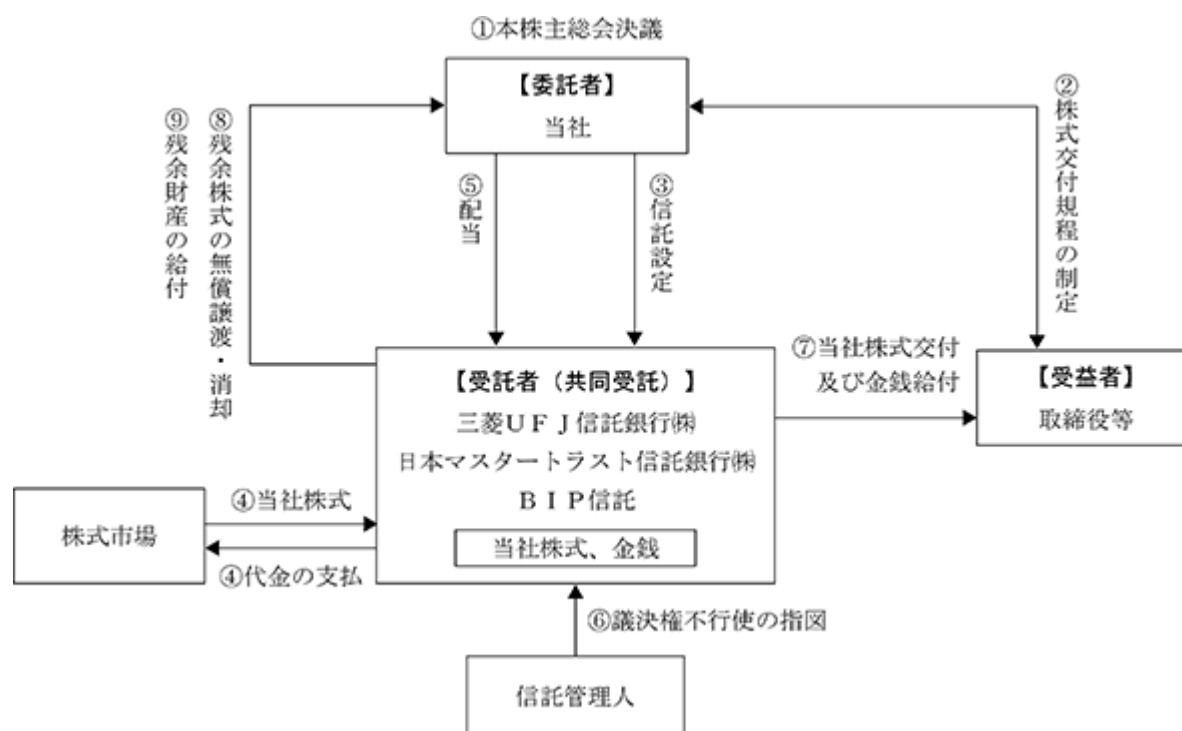 ①本株主総会決議
【委託者】
当社
⑨残余財産の給付
⑧残余株式の無償譲渡・消却
⑤配当
③信託設定
②株式交付規程の制定
【受託者（共同受託）】
三菱ＵＦＪ信託銀行㈱
日本マスタートラスト信託銀行㈱
ＢＩＰ信託
当社株式、金銭
⑦当社株式交付
及び金銭給付
【受益者】
取締役等
株式市場
④当社株式
④代金の支払
⑥議決権不行使の指図
信託管理人